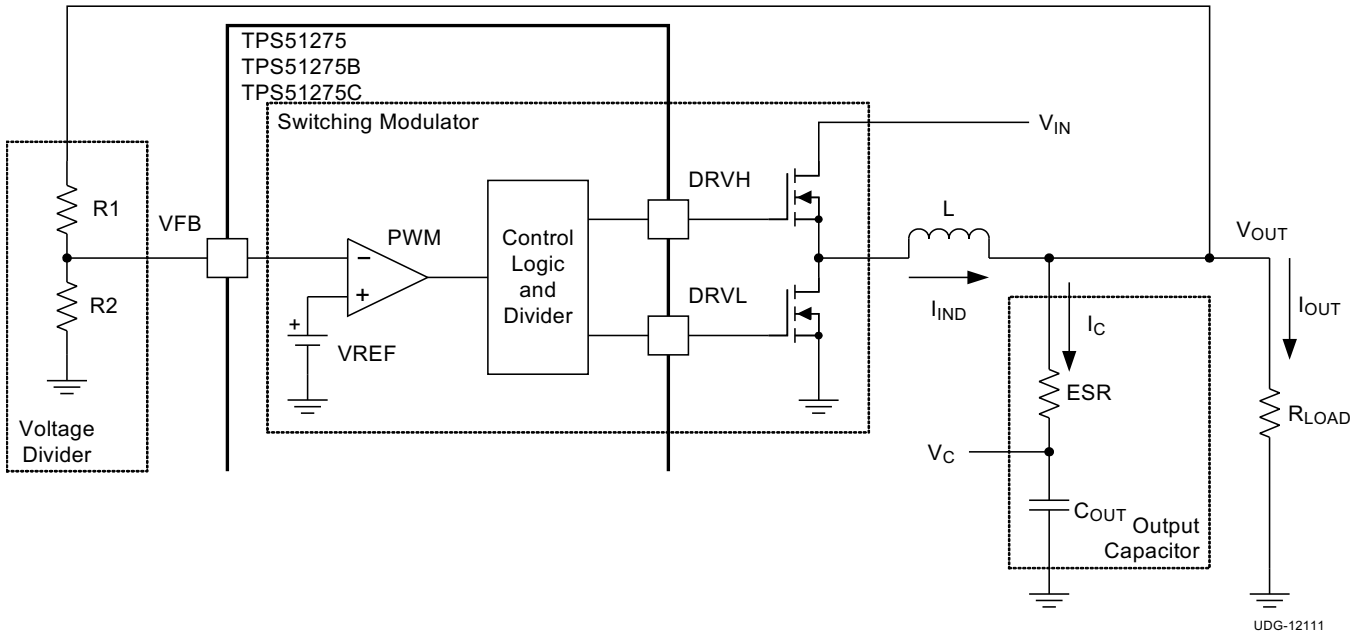 TPS51275
TPS51275B
TPS51275C
Switching Modulator
VIN
R1
VFB
PWM
Control
Logic
and
Divider
DRVH
L
VOUT
−
+
+
VREF
DRVL
IIND
IC
IOUT
R2
ESR
RLOAD
Voltage
Divider
VC
COUT
Output
Capacitor
UDG-12111